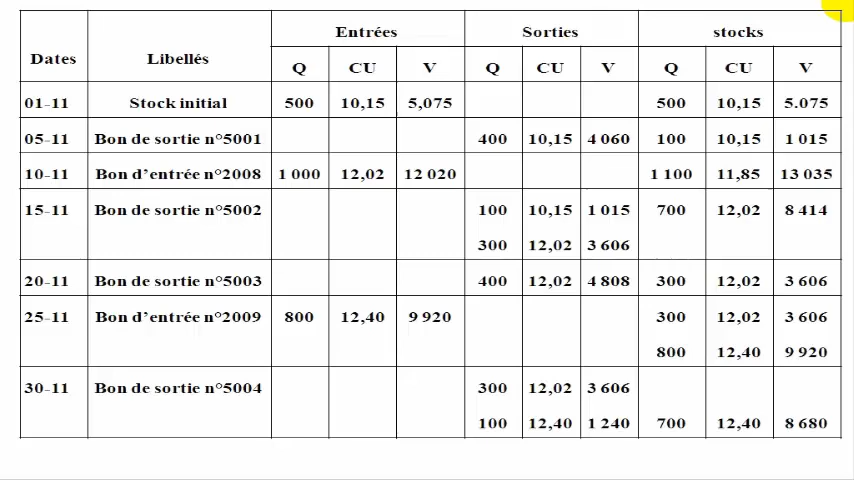 Entrées Sorties stocks
Dates Libellés Q CU V Q CU V Q CU V
01-11 Stock initial 500 10,15 5,075 500 10,15 5.075
05-11 Bon de sortie n°5001 400 10,15 4 060 100 10,15 1 015
10-11 Bon d'entrée n°2008 1 000 12,02 12 020 1 100 11,85 13 035
15-11 Bon de sortie n°5002 100 10,15 1 015 700 12,02 8 414
300 12,02 3 606
20-11 Bon de sortie n°5003 400 12,02 4 808 300 12,02 3 606
25-11 Bon d'entrée n°2009 800 12,40 9 920 300 12,02 3 606
800 12,40 9 920
30-11 Bon de sortie n°5004 300 12,02 3 606
100 12,40 1 240 700 12,40 8 680